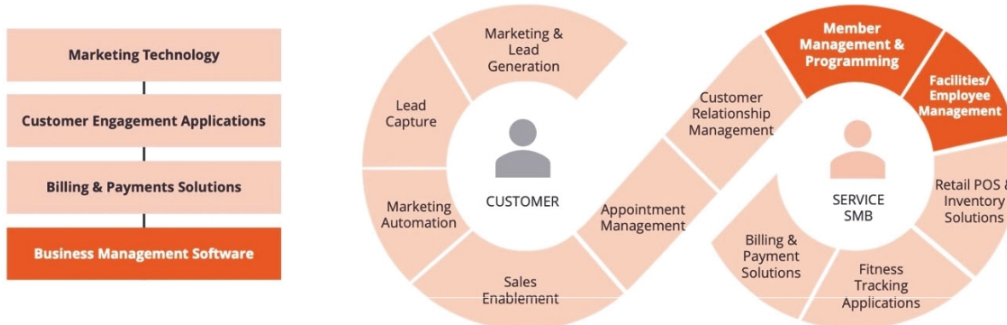 Marketing Technology
Customer Engagement Applications
Billing & Payments Solutions
Business Management Software
Marketing &
Lead
Generation
Lead
Capture
Marketing
Automation
Sales
Enablement
Appointment
Management
Customer
Relationship
Management
Member
Management &
Programming
Facilities/
Employee
Management
Retail POS &
Inventory
Solutions
Fitness
Tracking
Applications
Billing &
Payment
Solutions
CUSTOMER
SERVICE
SMB